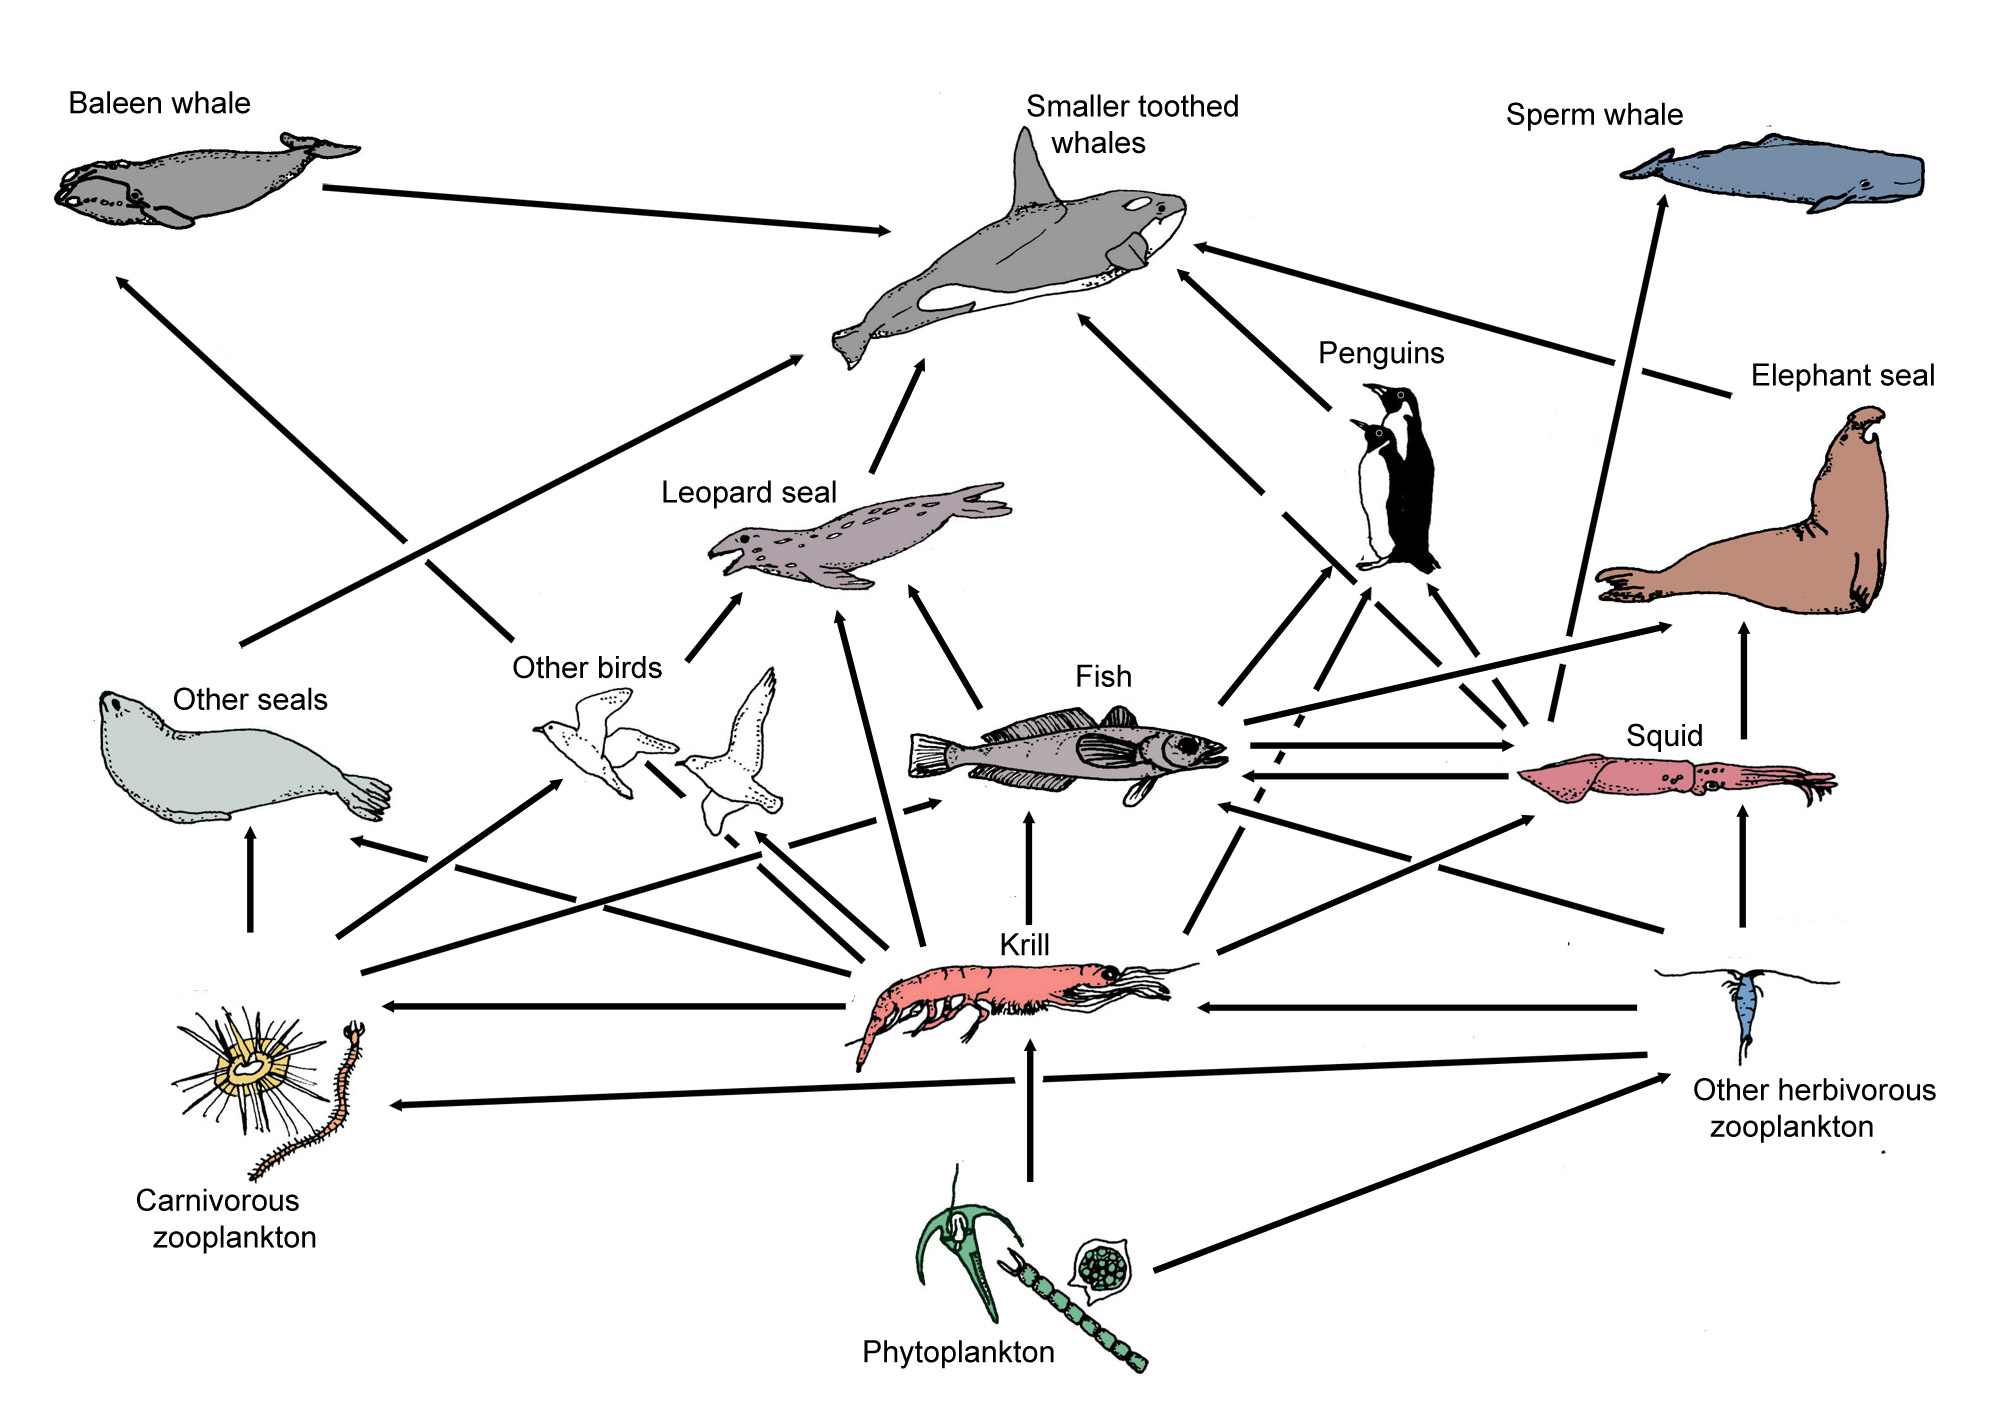 Baleen whale
Smaller toothed
whales
Sperm whale
Penguins
Elephant seal
Leopard seal
Other birds
Fish
Other seals
Squid
Krill
Other herbivorous
zooplankton
Carnivorous
zooplankton
Phytoplankton